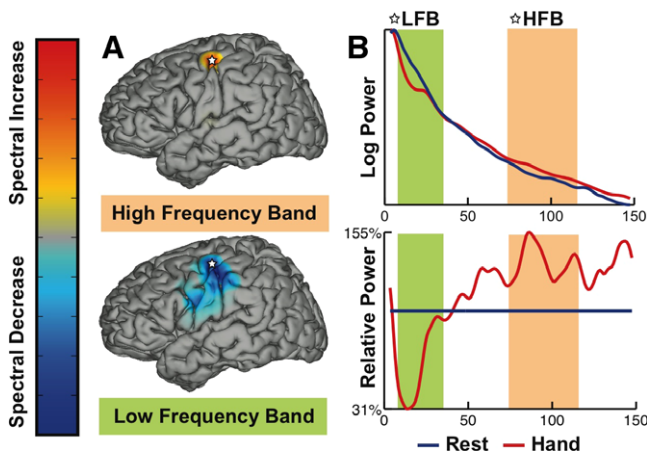 Spectral Increase
Spectral Decrease
A
High Frequency Band
Low Frequency Band
B
☆LFB
☆HFB
Log Power
0
50
100
150
155%
Relative Power
31%
0
50
100
150
Rest
Hand